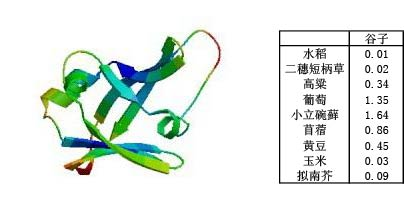 谷子
水稻 0.01
二穗短柄草 0.02
高粱 0.34
葡萄 1.35
小立碗藓 1.64
苜蓿 0.86
黄豆 0.45
玉米 0.03
拟南芥 0.09